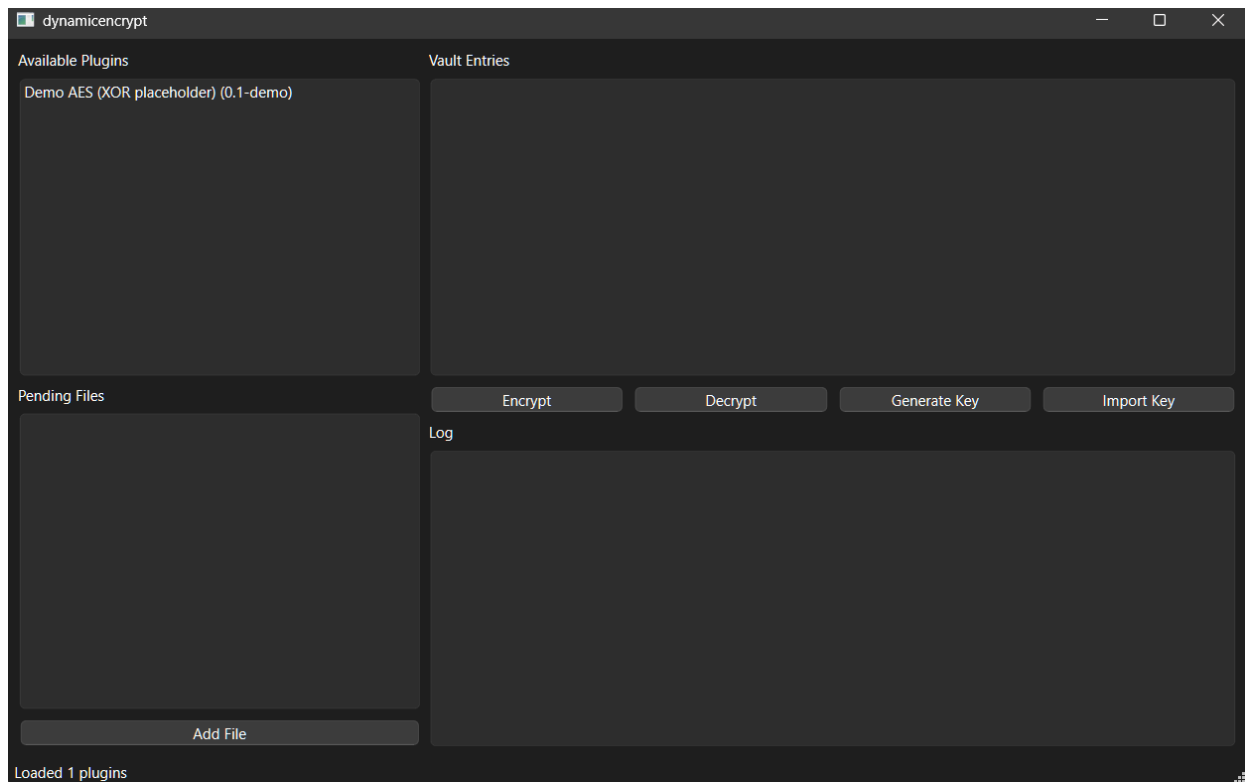 dynamicencrypt
Available Plugins
Demo AES (XOR placeholder) (0.1-demo)
Vault Entries
Pending Files
Add File
Encrypt
Decrypt
Generate Key
Import Key
Log
Loaded 1 plugins